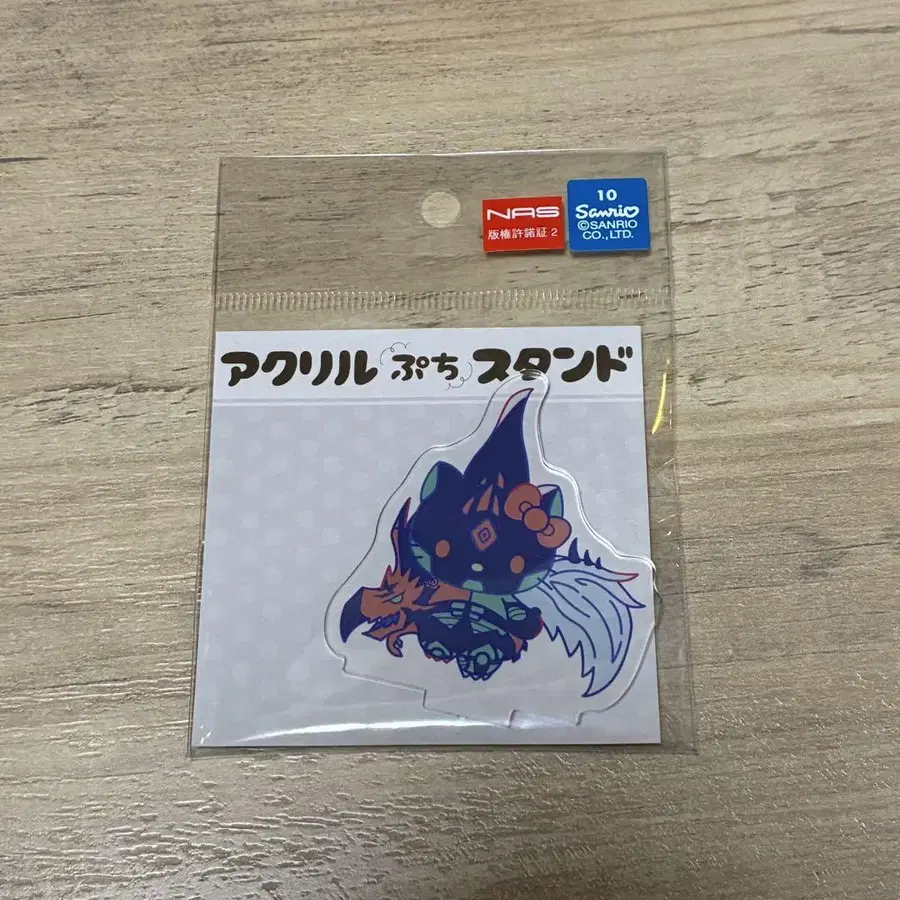 NAS
版権許諾証 2
10
Sanrio
©SANRIO
CO.,LTD.
アクリル ぷち スタンド